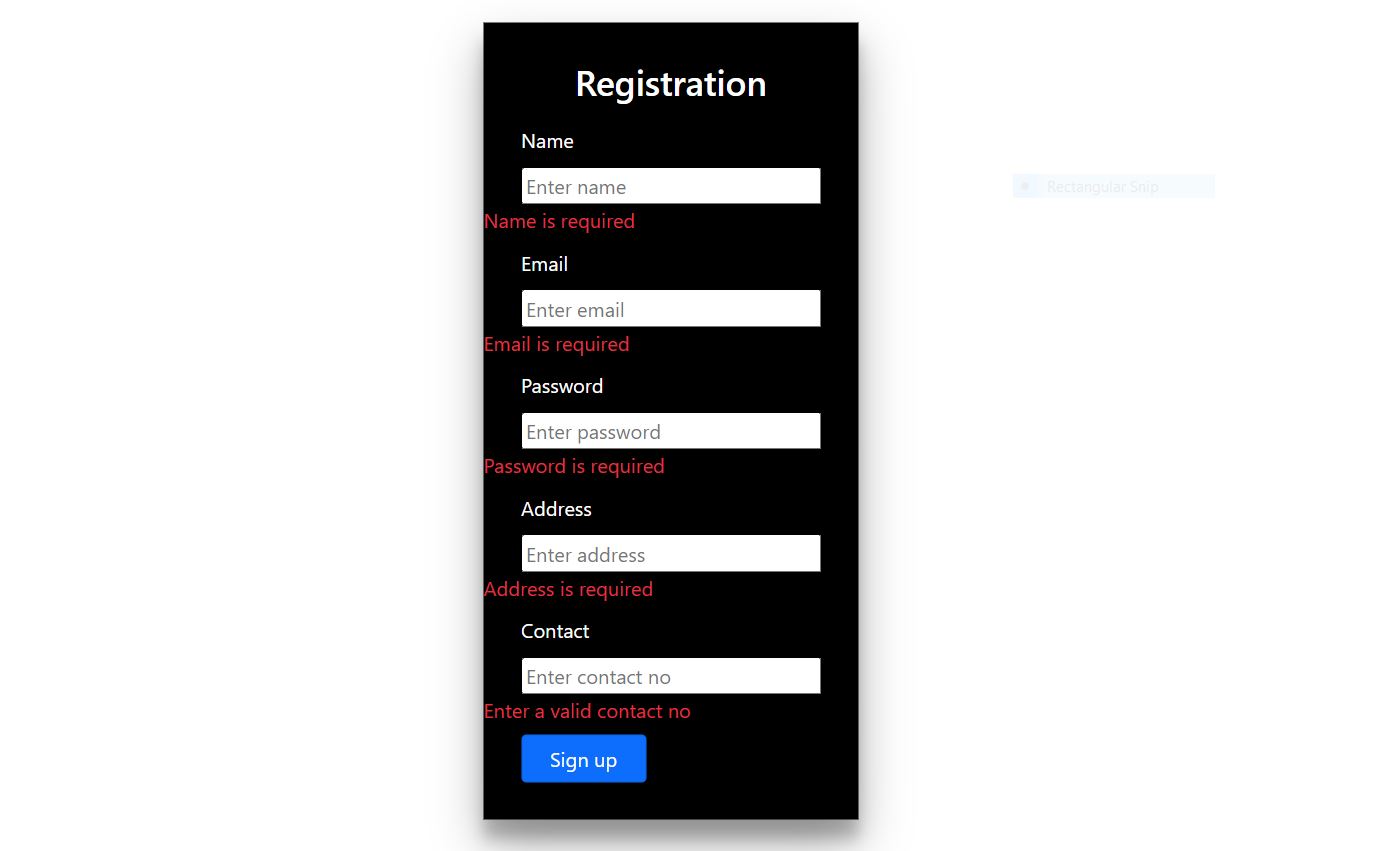 Registration
Name
Enter name
Name is required
Rectangular Snip
Email
Enter email
Email is required
Password
Enter password
Password is required
Address
Enter address
Address is required
Contact
Enter contact no
Enter a valid contact no
Sign up